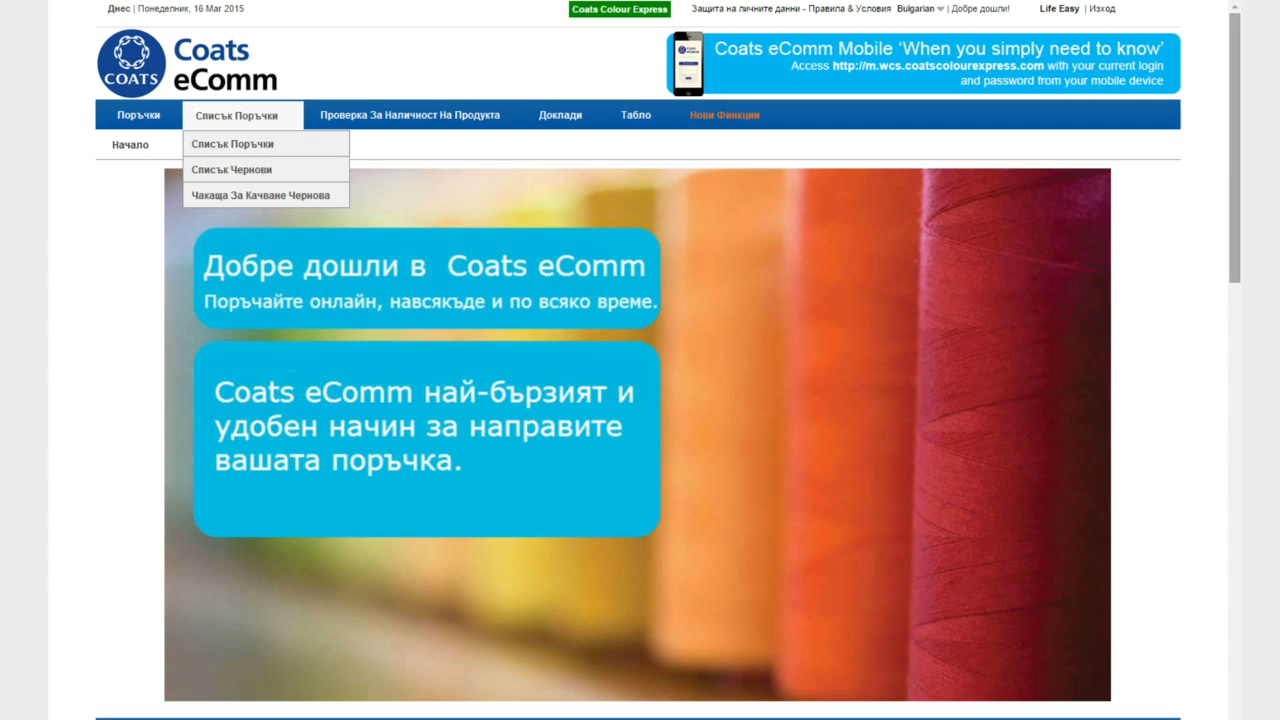 Днес | Понеделник, 16 Mar 2015
Coats Colour Express
Защита на личните данни - Правила & Условия Bulgarian | Добре дошли! Life Easy | Изход
COATS
Coats
eComm
Coats eComm Mobile ‘When you simply need to know’
Access http://m.wcs.coatscolourexpress.com with your current login
and password from your mobile device
Поръчки
Списък Поръчки
Проверка За Наличност На Продукта
Доклади
Табло
Нови Функции
Начало
Списък Поръчки
Списък Чернови
Чакаща За Качване Чернова
Добре дошли в Coats eComm
Поръчайте онлайн, навсякъде и по всяко време.
Coats eComm най-бързият и
удобен начин за направите
вашата поръчка.